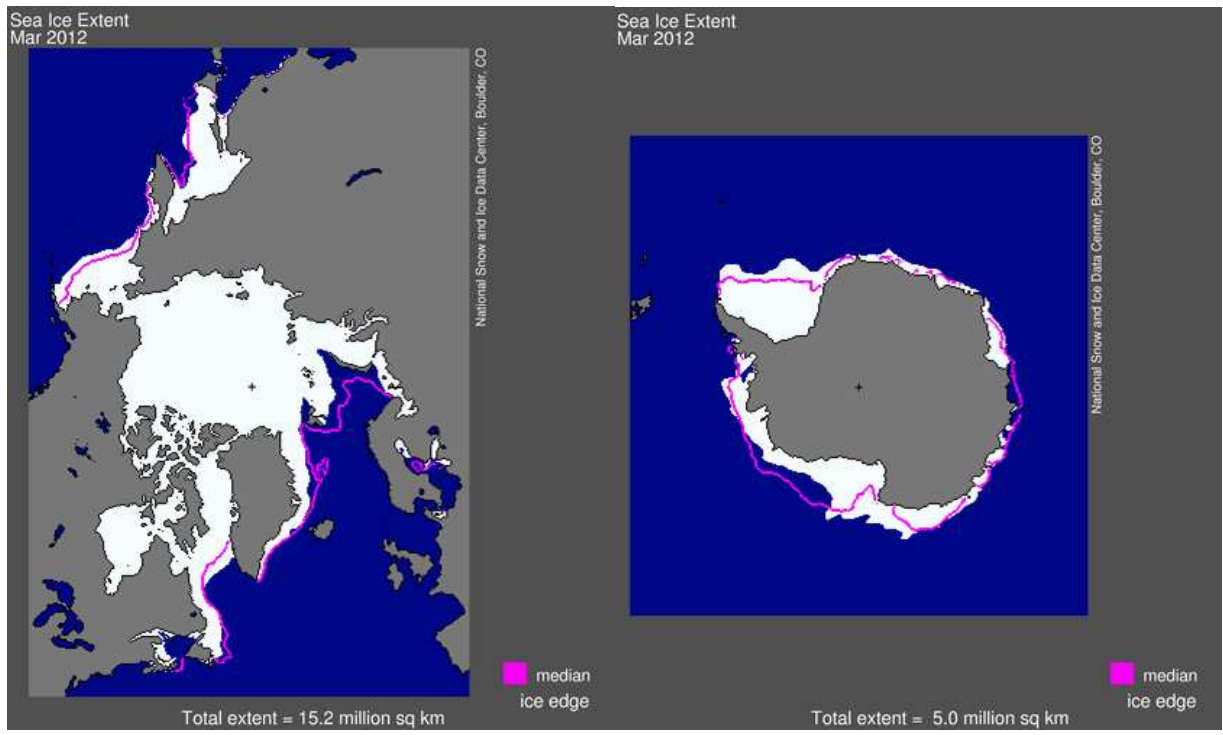 Sea Ice Extent
Mar 2012
National Snow and Ice Data Center, Boulder, CO
median
ice edge
Total extent = 15.2 million sq km
Sea Ice Extent
Mar 2012
National Snow and Ice Data Center, Boulder, CO
median
ice edge
Total extent = 5.0 million sq km